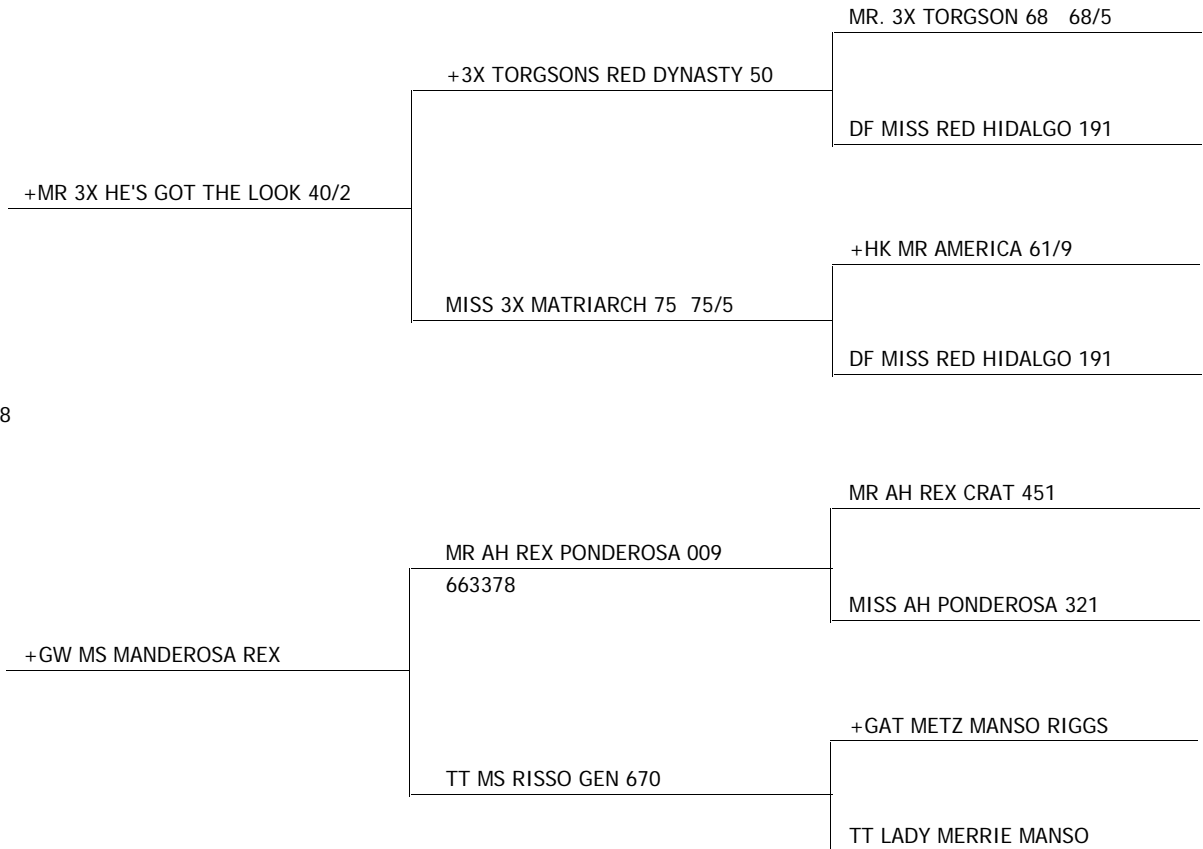 MR. 3X TORGSON 68 68/5
+3X TORGSONS RED DYNASTY 50
DF MISS RED HIDALGO 191
+MR 3X HE'S GOT THE LOOK 40/2
+HK MR AMERICA 61/9
MISS 3X MATRIARCH 75 75/5
DF MISS RED HIDALGO 191
8
MR AH REX CRAT 451
MR AH REX PONDEROSA 009
663378
MISS AH PONDEROSA 321
+GW MS MANDEROSA REX
+GAT METZ MANSO RIGGS
TT MS RISSO GEN 670
TT LADY MERRIE MANSO